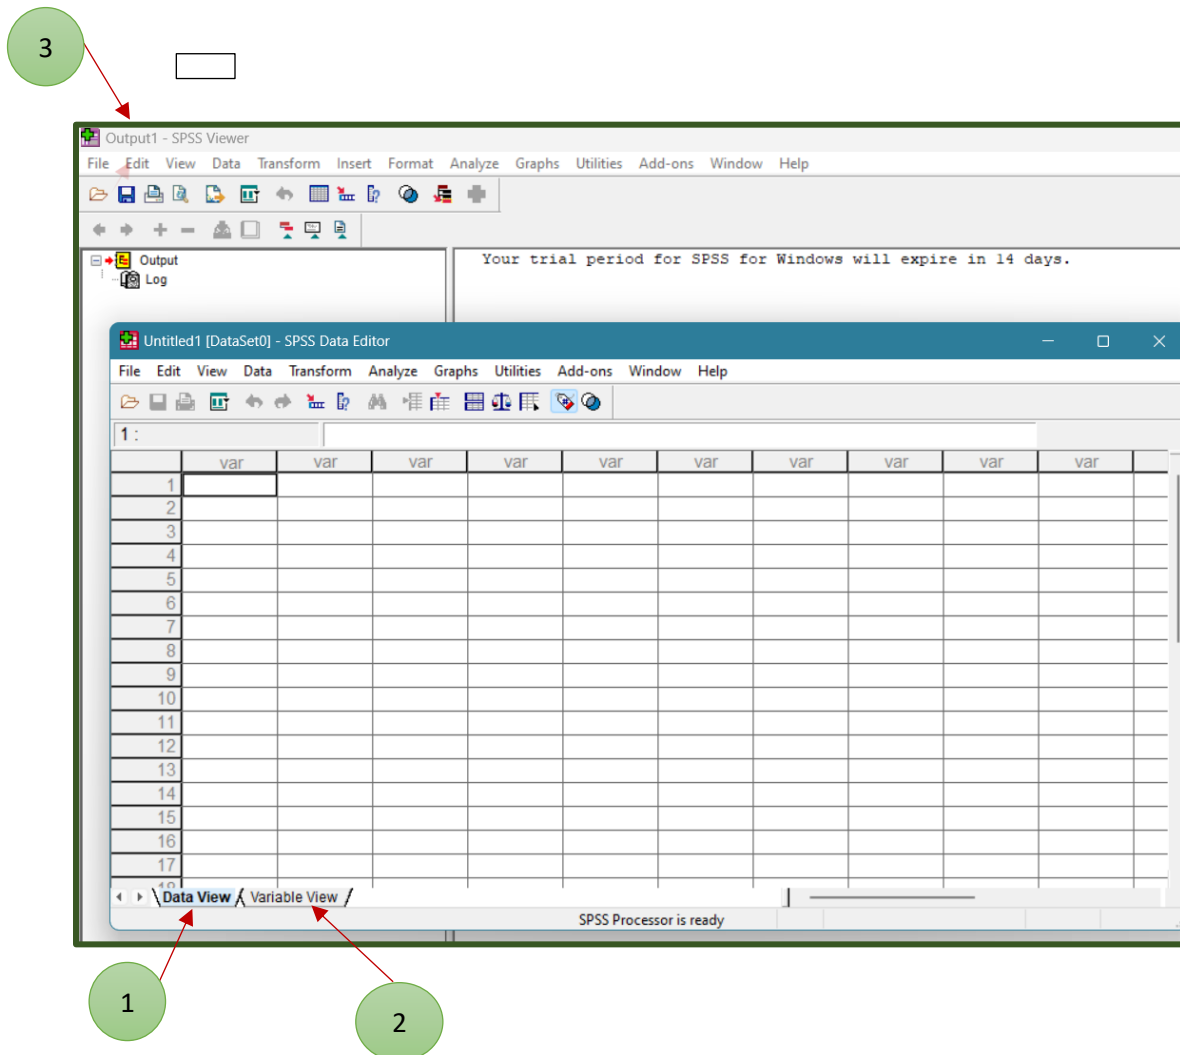 3
Output1 - SPSS Viewer
File Edit View Data Transform Insert Format Analyze Graphs Utilities Add-ons Window Help
Output
Log
Your trial period for SPSS for Windows will expire in 14 days.
Untitled1 [DataSet0] - SPSS Data Editor
File Edit View Data Transform Analyze Graphs Utilities Add-ons Window Help
1 :
var var var var var var var var var var
1
2
3
4
5
6
7
8
9
10
11
12
13
14
15
16
17
18
Data View Variable View
SPSS Processor is ready
1
2